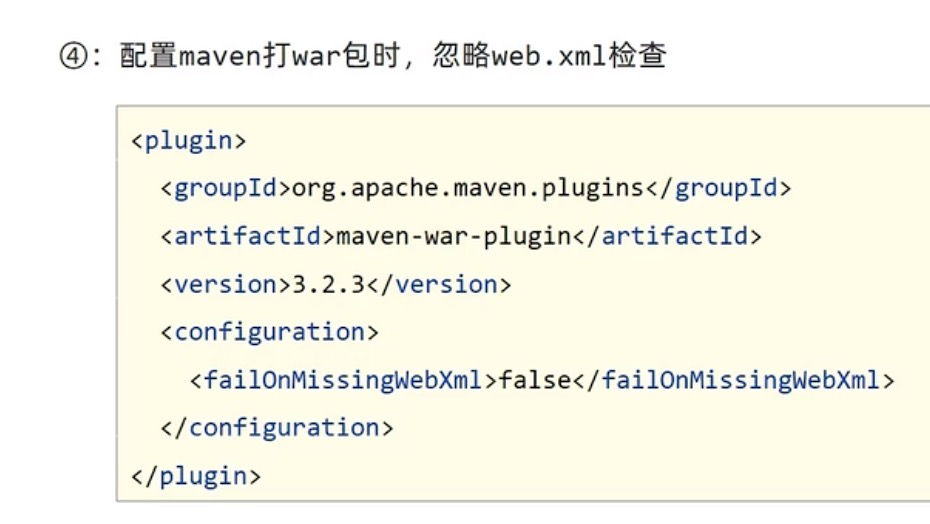 ④：配置maven打war包时，忽略web.xml检查
<plugin>
<groupId>org.apache.maven.plugins</groupId>
<artifactId>maven-war-plugin</artifactId>
<version>3.2.3</version>
<configuration>
<failOnMissingWebXml>false</failOnMissingWebXml>
</configuration>
</plugin>